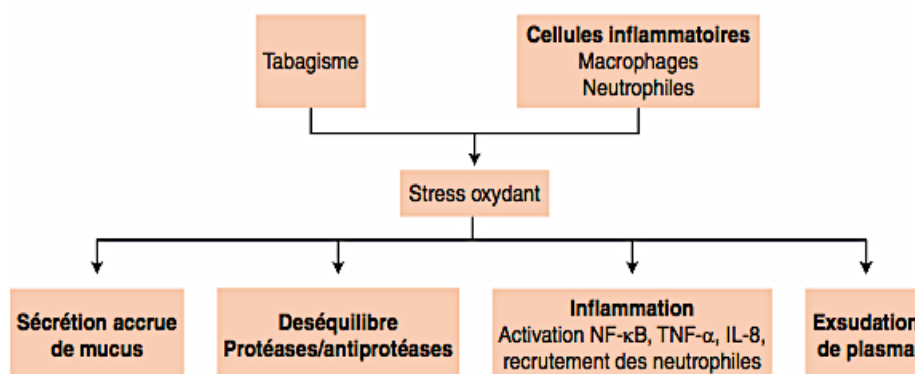 Tabagisme
Cellules inflammatoires
Macrophages
Neutrophiles
Stress oxydant
Sécrétion accrue
de mucus
Deséquilibre
Protéases/antiprotéases
Inflammation
Activation NF-κB, TNF-α, IL-8,
recrutement des neutrophiles
Exsudation
de plasma